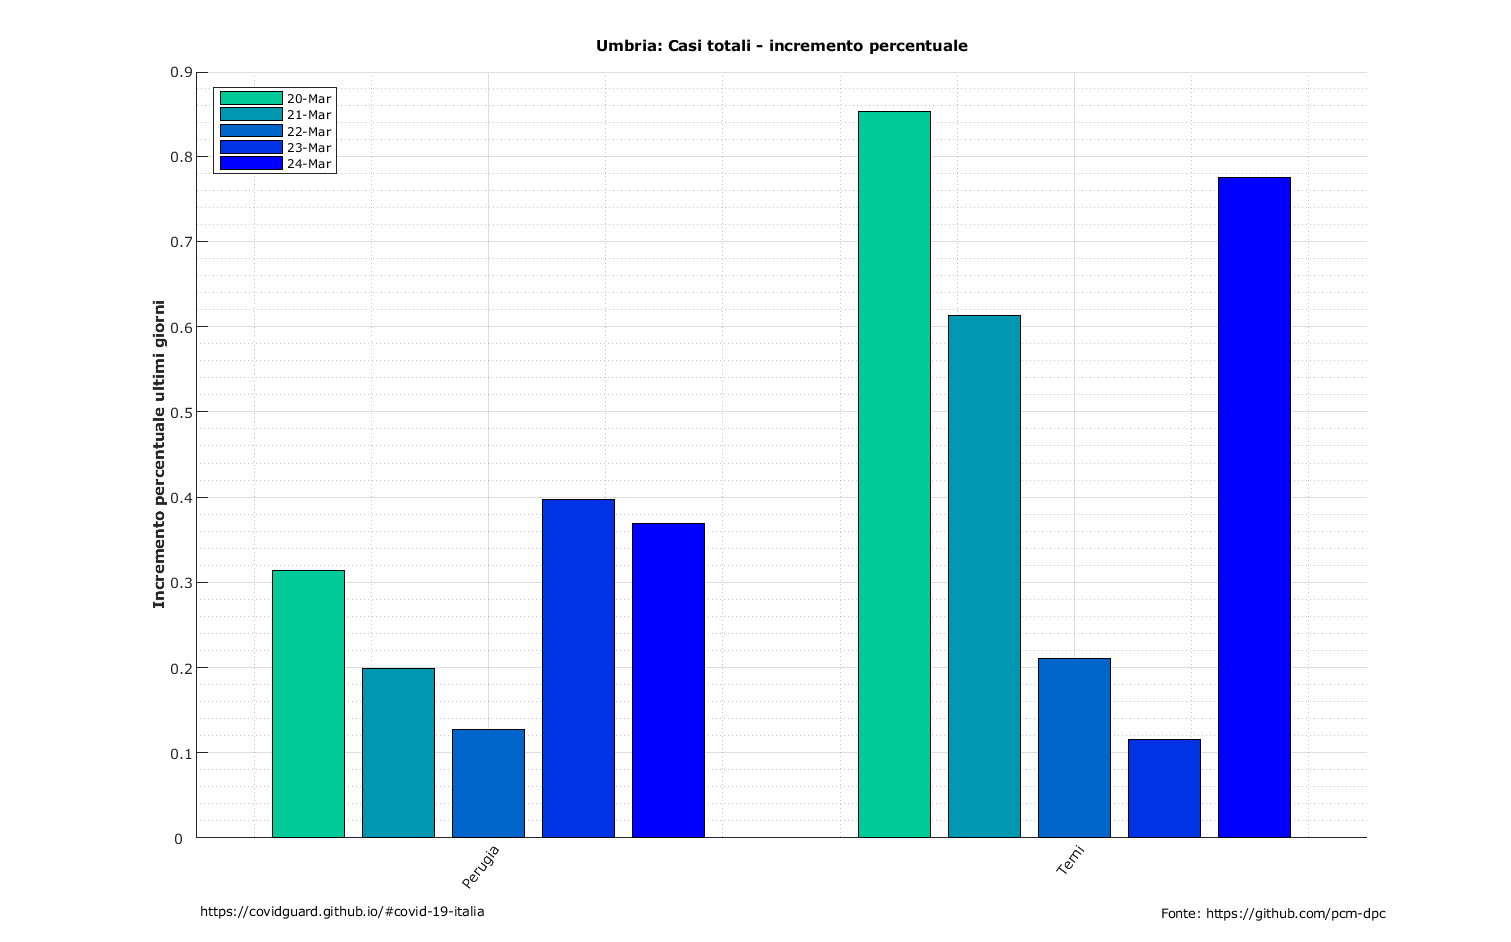 Umbria: Casi totali - incremento percentuale
0.9
0.8
0.7
0.6
0.5
0.4
0.3
0.2
0.1
0
Incremento percentuale ultimi giorni
20-Mar
21-Mar
22-Mar
23-Mar
24-Mar
Perugia
Terni
https://covidguard.github.io/#covid-19-italia
Fonte: https://github.com/pcm-dpc